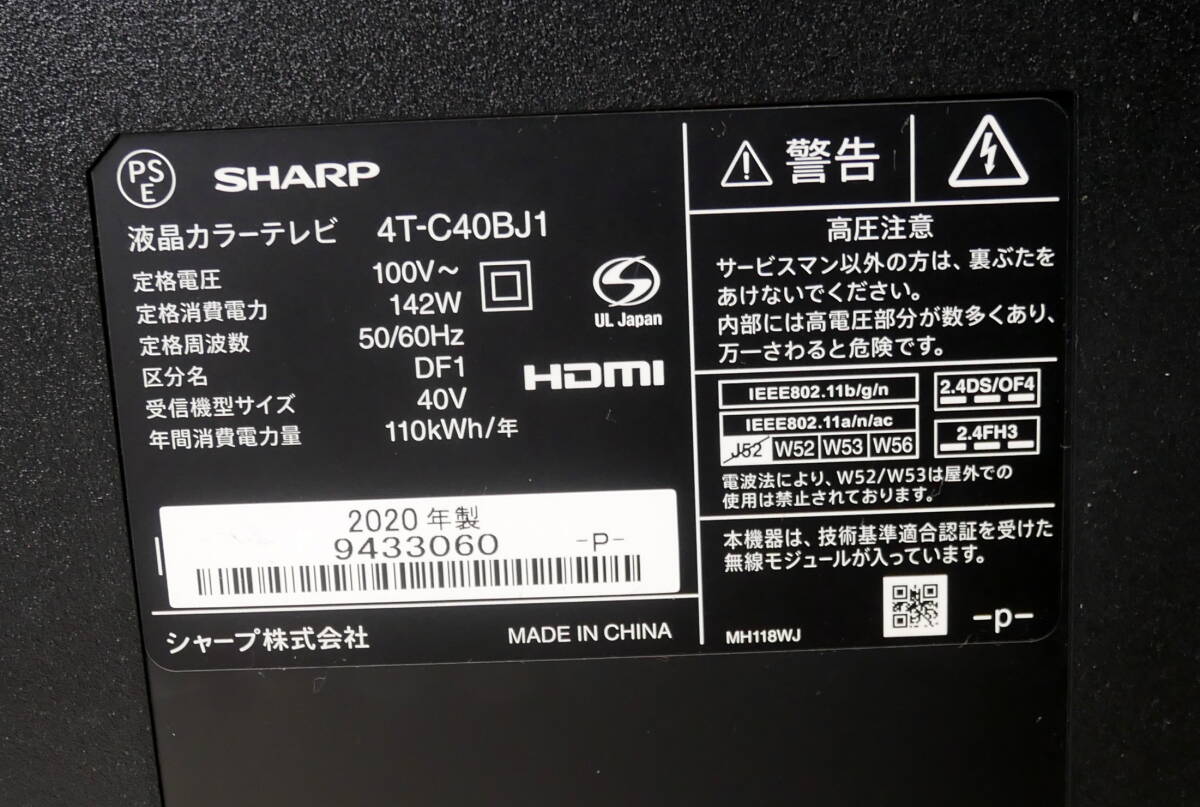 PS
E
SHARP
液晶カラーテレビ 4T-C40BJ1
定格電圧 100V～
定格消費電力 142W
定格周波数 50/60Hz
区分名 DF1
受信機型サイズ 40V
年間消費電力量 110kWh/年
UL Japan
HDMI
2020年製
9433060 -P-
シャープ株式会社 MADE IN CHINA
警告
高圧注意
サービスマン以外の方は、裏ぶたを
あけないでください。
内部には高電圧部分が数多くあり、
万一さわると危険です。
IEEE802.11b/g/n
IEEE802.11a/n/ac
J52 W52 W53 W56
2.4DS/OF4
2.4FH3
電波法により、W52/W53は屋外での
使用は禁止されております。
本機器は、技術基準適合認証を受けた
無線モジュールが入っています。
MH118WJ -p-